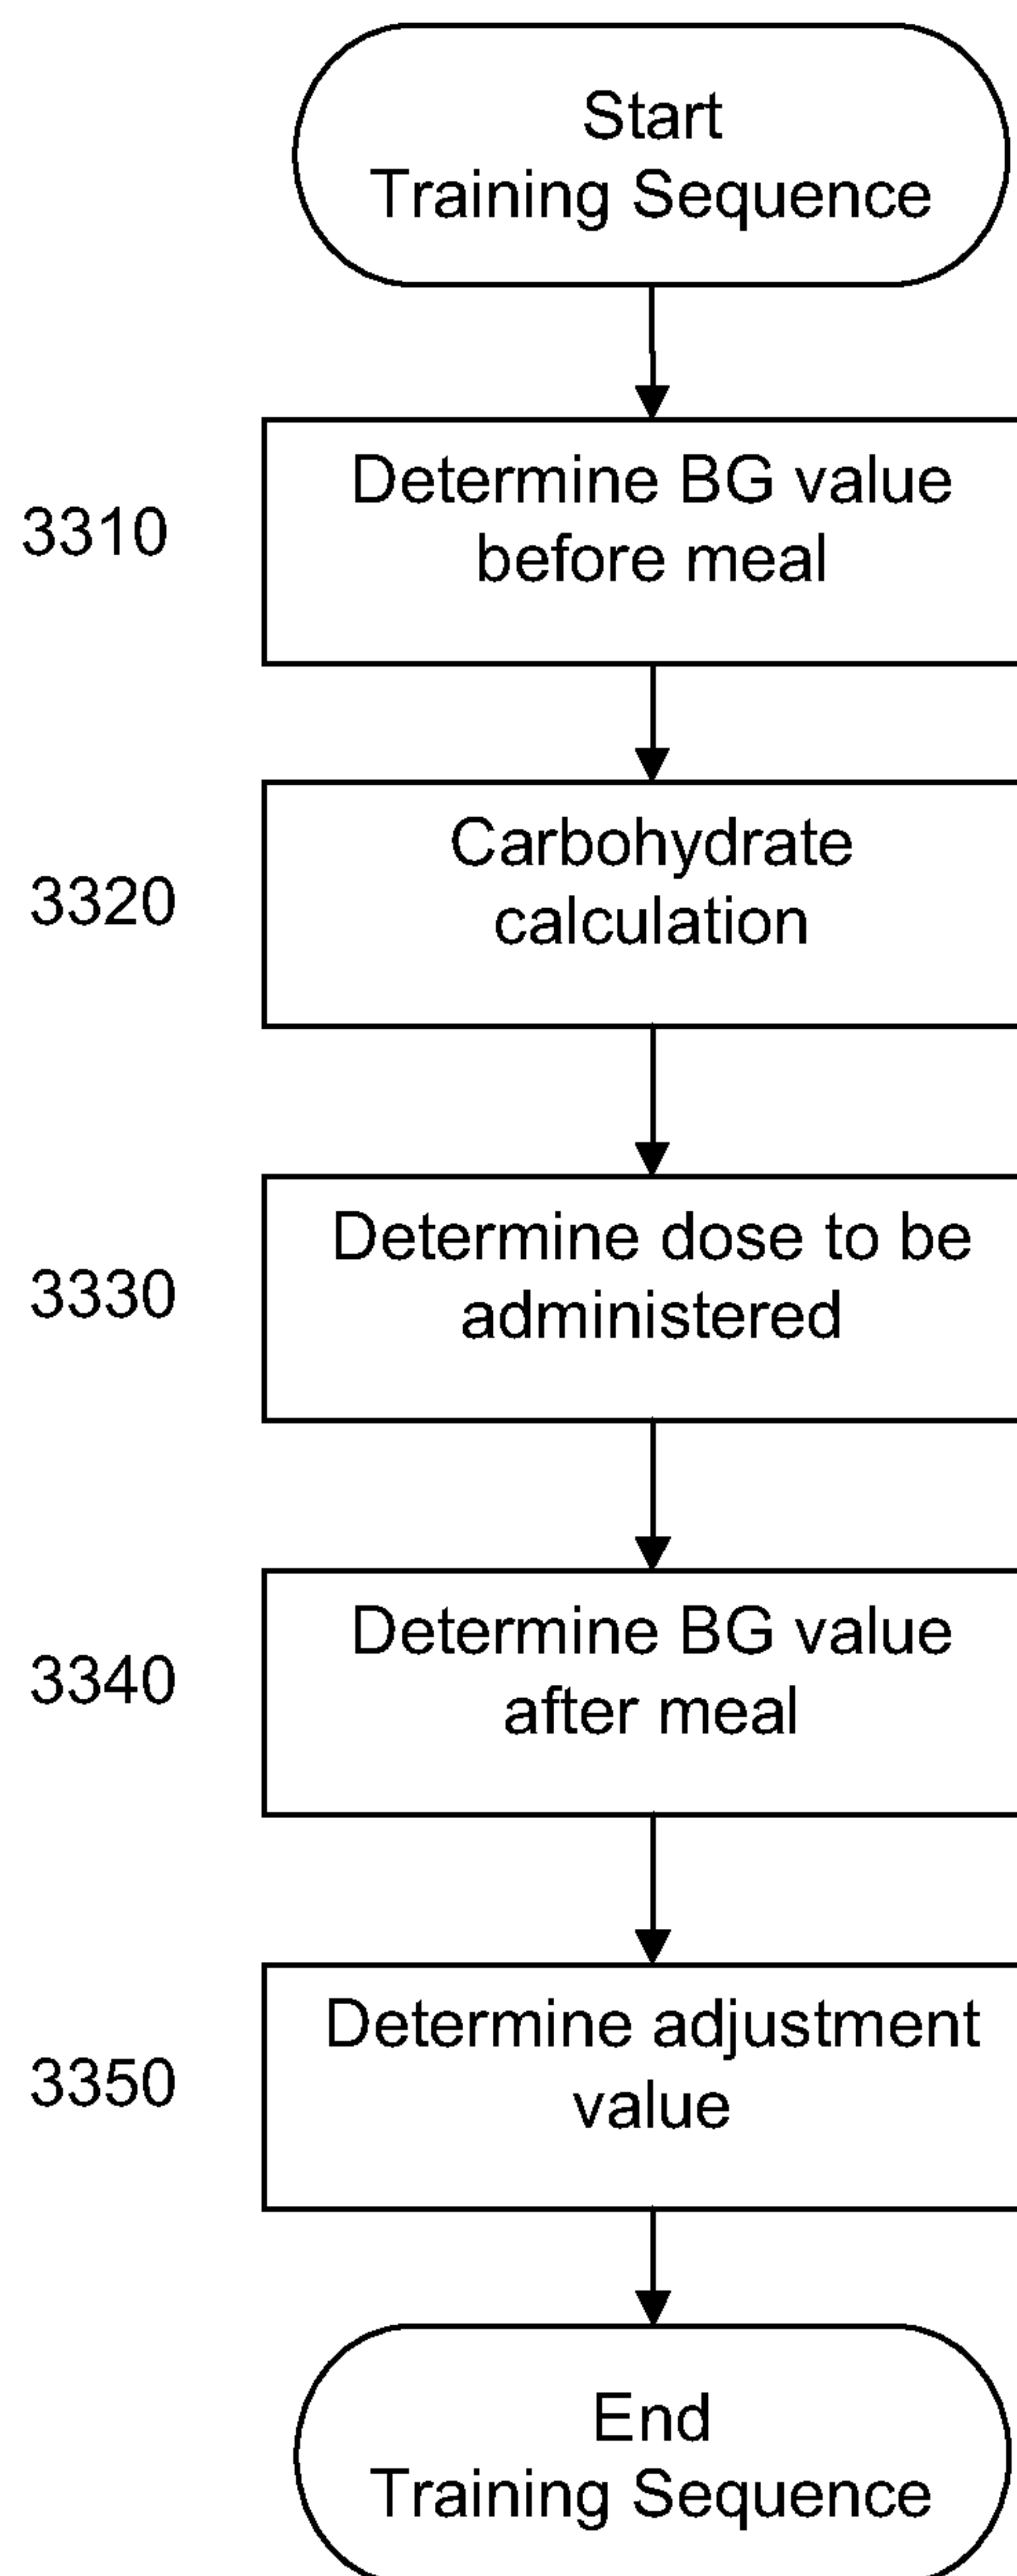 Start
Training Sequence
3310
Determine BG value
before meal
3320
Carbohydrate
calculation
3330
Determine dose to be
administered
3340
Determine BG value
after meal
3350
Determine adjustment
value
End
Training Sequence